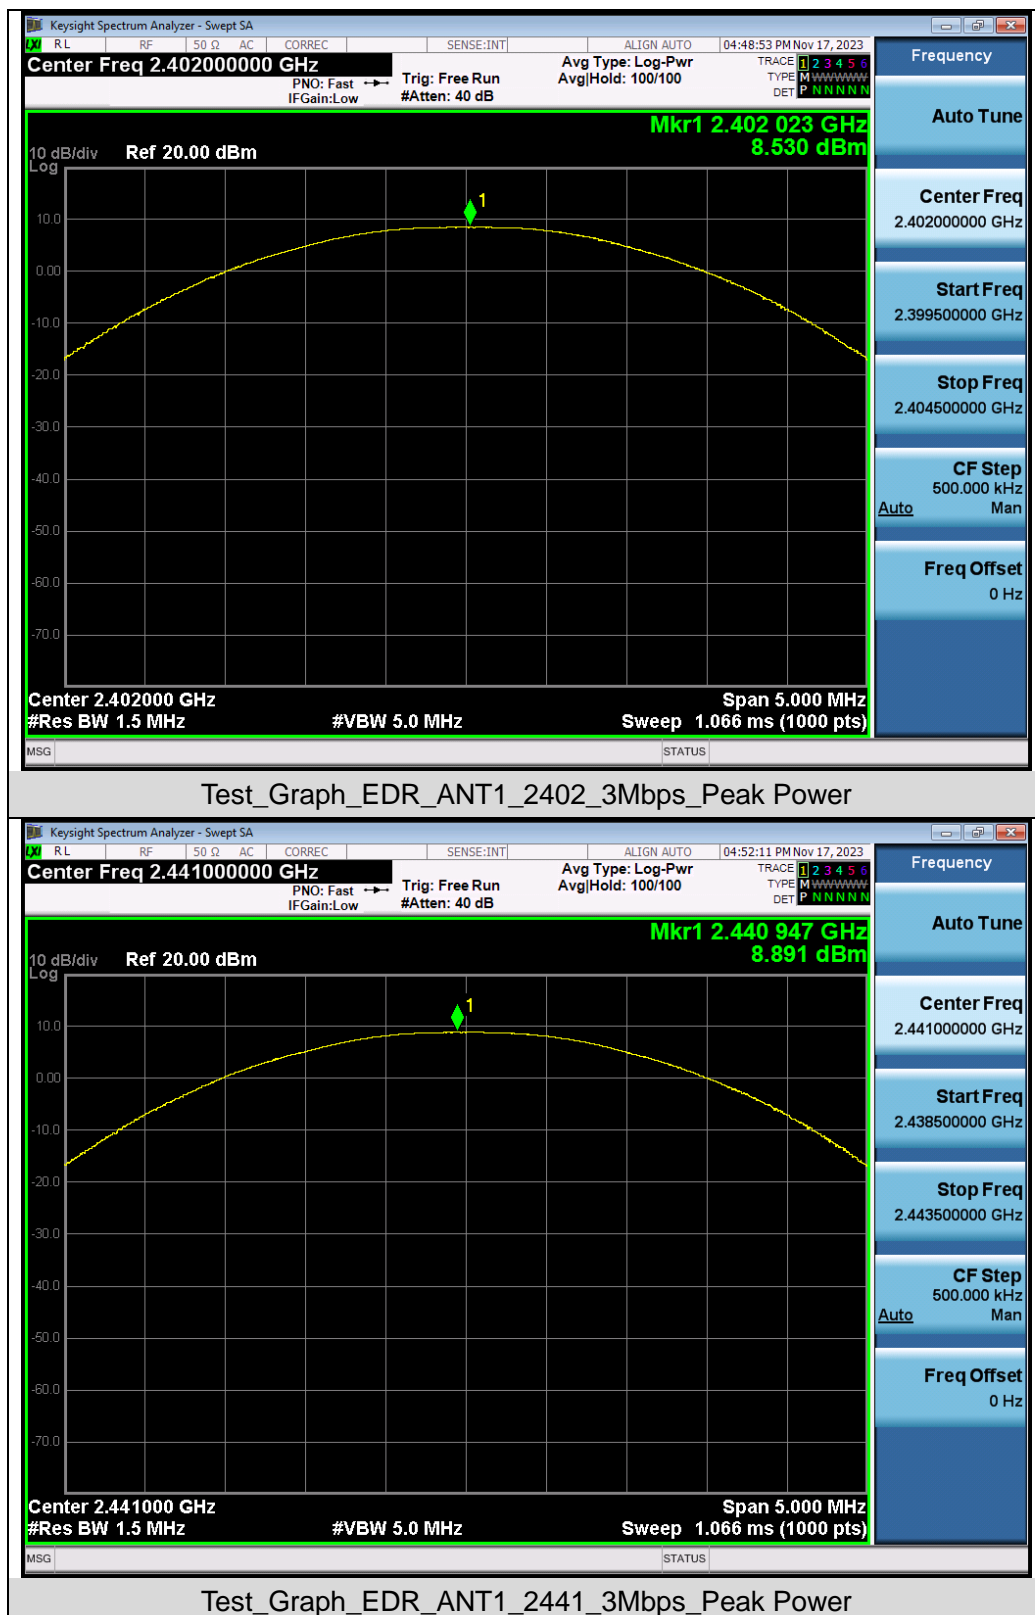 Keysight Spectrum Analyzer - Swept SA
LXI RL RF 50 Ω AC CORREC SENSE:INT ALIGN AUTO 04:48:53 PM Nov 17, 2023
Center Freq 2.402000000 GHz
PNO: Fast
IFGain:Low
Trig: Free Run
#Atten: 40 dB
Avg Type: Log-Pwr
Avg|Hold: 100/100
TRACE 1 2 3 4 5 6
TYPE M WWWWW
DET P N N N N N
Frequency
Mkr1 2.402 023 GHz
8.530 dBm
10 dB/div Ref 20.00 dBm
Log
1
10.0
0.00
-10.0
-20.0
-30.0
-40.0
-50.0
-60.0
-70.0
Center 2.402000 GHz Span 5.000 MHz
#Res BW 1.5 MHz #VBW 5.0 MHz Sweep 1.066 ms (1000 pts)
Auto Tune
Center Freq
2.402000000 GHz
Start Freq
2.399500000 GHz
Stop Freq
2.404500000 GHz
CF Step
500.000 kHz
Auto Man
Freq Offset
0 Hz
MSG STATUS
Test_Graph_EDR_ANT1_2402_3Mbps_Peak Power
Keysight Spectrum Analyzer - Swept SA
LXI RL RF 50 Ω AC CORREC SENSE:INT ALIGN AUTO 04:52:11 PM Nov 17, 2023
Center Freq 2.441000000 GHz
PNO: Fast
IFGain:Low
Trig: Free Run
#Atten: 40 dB
Avg Type: Log-Pwr
Avg|Hold: 100/100
TRACE 1 2 3 4 5 6
TYPE M WWWWW
DET P N N N N N
Frequency
Mkr1 2.440 947 GHz
8.891 dBm
10 dB/div Ref 20.00 dBm
Log
1
10.0
0.00
-10.0
-20.0
-30.0
-40.0
-50.0
-60.0
-70.0
Center 2.441000 GHz Span 5.000 MHz
#Res BW 1.5 MHz #VBW 5.0 MHz Sweep 1.066 ms (1000 pts)
Auto Tune
Center Freq
2.441000000 GHz
Start Freq
2.438500000 GHz
Stop Freq
2.443500000 GHz
CF Step
500.000 kHz
Auto Man
Freq Offset
0 Hz
MSG STATUS
Test_Graph_EDR_ANT1_2441_3Mbps_Peak Power